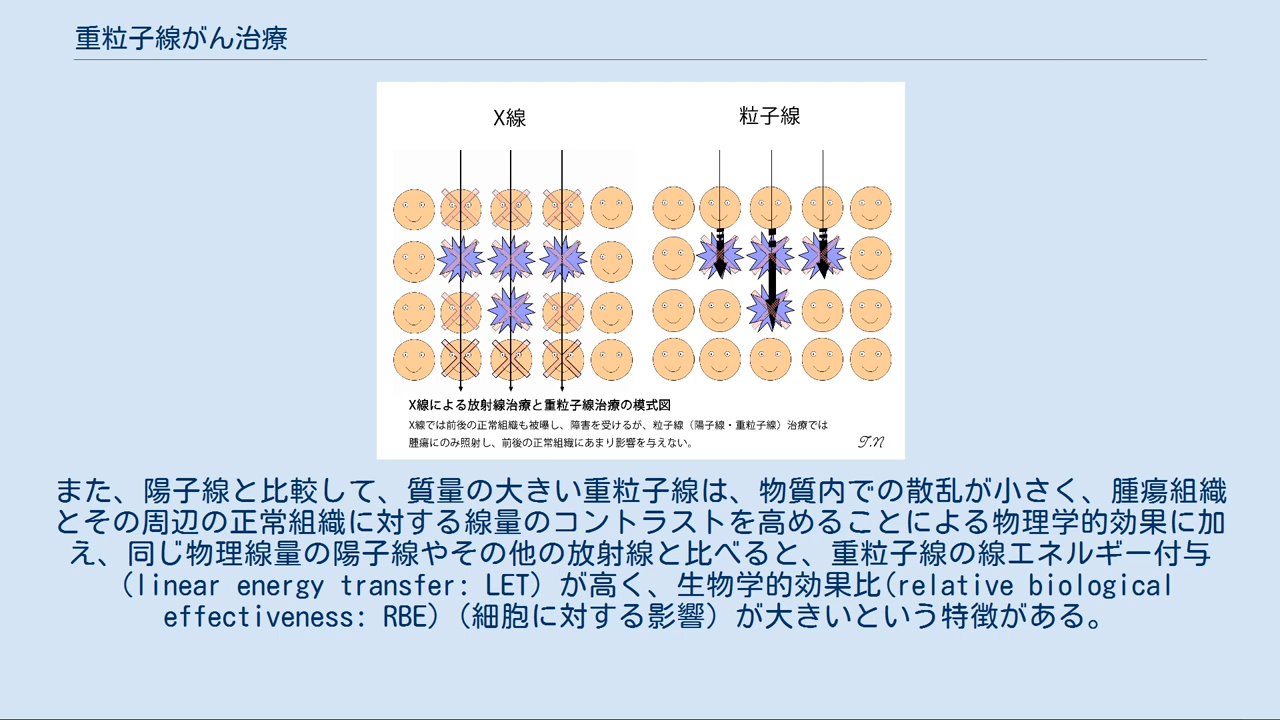 重粒子線がん治療
X線
粒子線
X線による放射線治療と重粒子線治療の模式図
X線では前後の正常組織も被曝し、障害を受けるが、粒子線（陽子線・重粒子線）治療では
腫瘍にのみ照射し、前後の正常組織にあまり影響を与えない。
T.N
また、陽子線と比較して、質量の大きい重粒子線は、物質内での散乱が小さく、腫瘍組織
とその周辺の正常組織に対する線量のコントラストを高めることによる物理学的効果に加
え、同じ物理線量の陽子線やその他の放射線と比べると、重粒子線の線エネルギー付与
（linear energy transfer: LET）が高く、生物学的効果比(relative biological
effectiveness: RBE)（細胞に対する影響）が大きいという特徴がある。